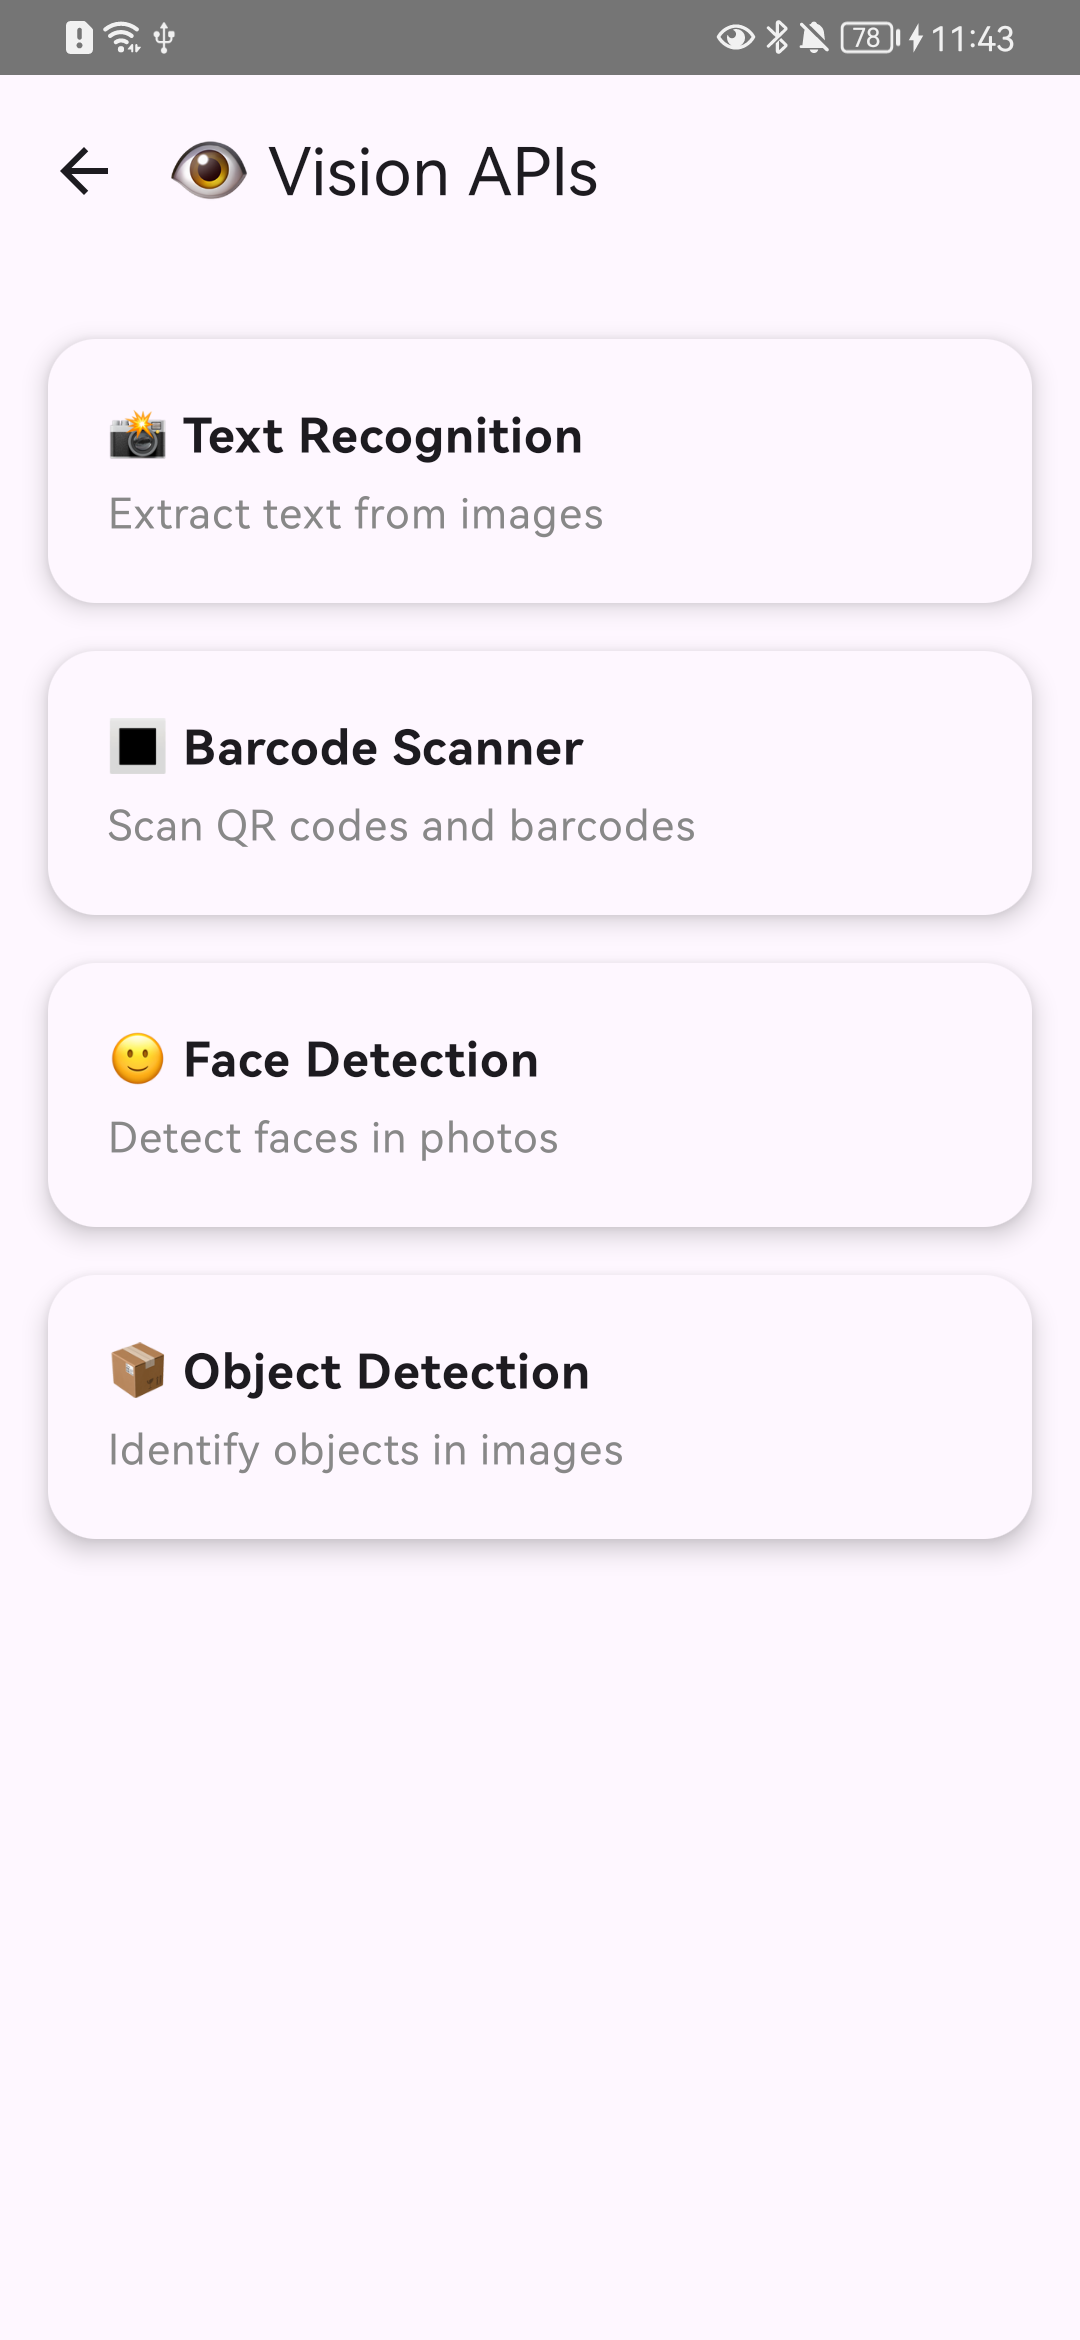 78 11:43
👁️ Vision APIs
📸 Text Recognition
Extract text from images
🔳 Barcode Scanner
Scan QR codes and barcodes
🙂 Face Detection
Detect faces in photos
📦 Object Detection
Identify objects in images